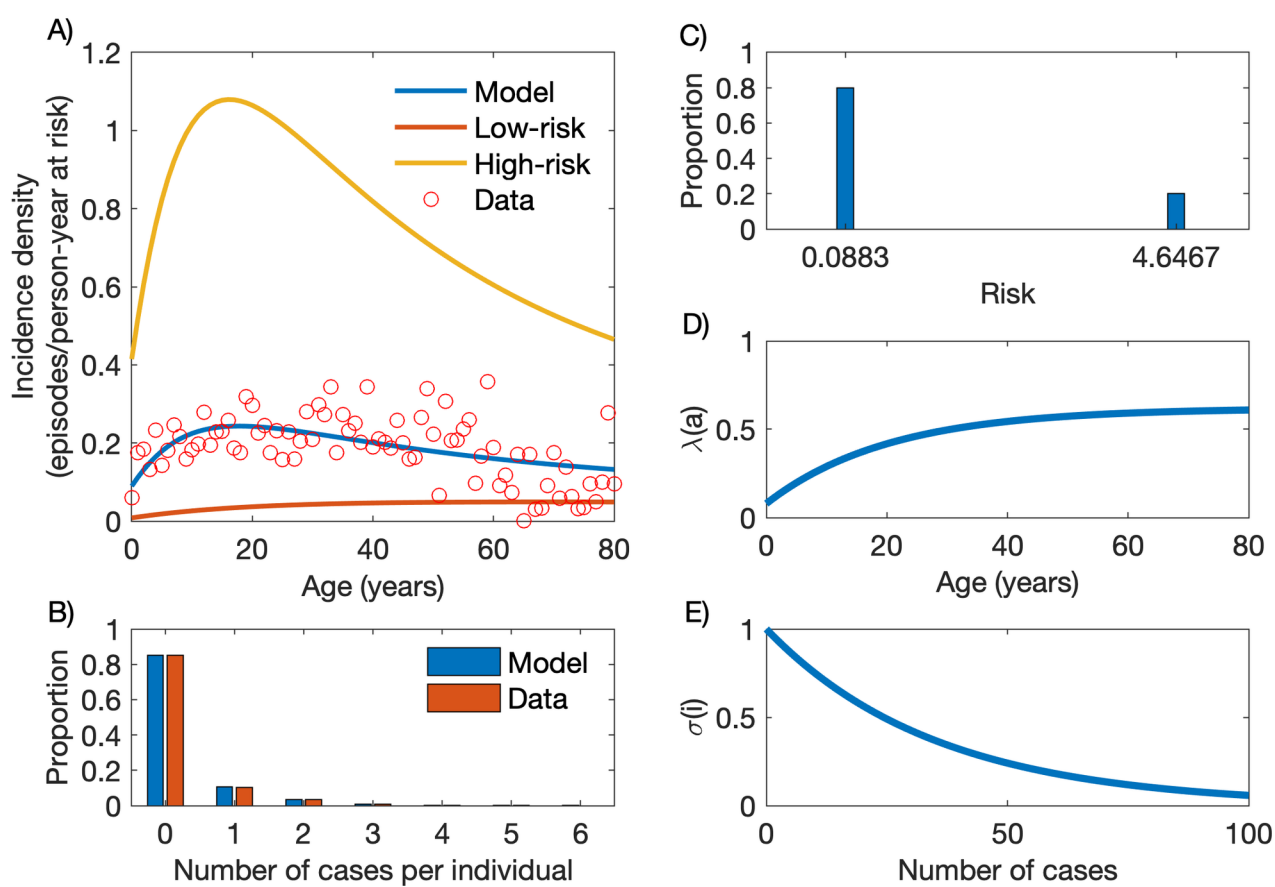 A)
1.2
1
0.8
0.6
0.4
0.2
0
0 20 40 60 80
Incidence density
(episodes/person-year at risk)
Age (years)
Model
Low-risk
High-risk
Data
B)
1
0.8
0.6
0.4
0.2
0
0 1 2 3 4 5 6
Proportion
Number of cases per individual
Model
Data
C)
1
0.8
0.6
0.4
0.2
0
0.0883 4.6467
Proportion
Risk
D)
1
0.5
0
0 20 40 60 80
λ(a)
Age (years)
E)
1
0.5
0
0 50 100
σ(i)
Number of cases